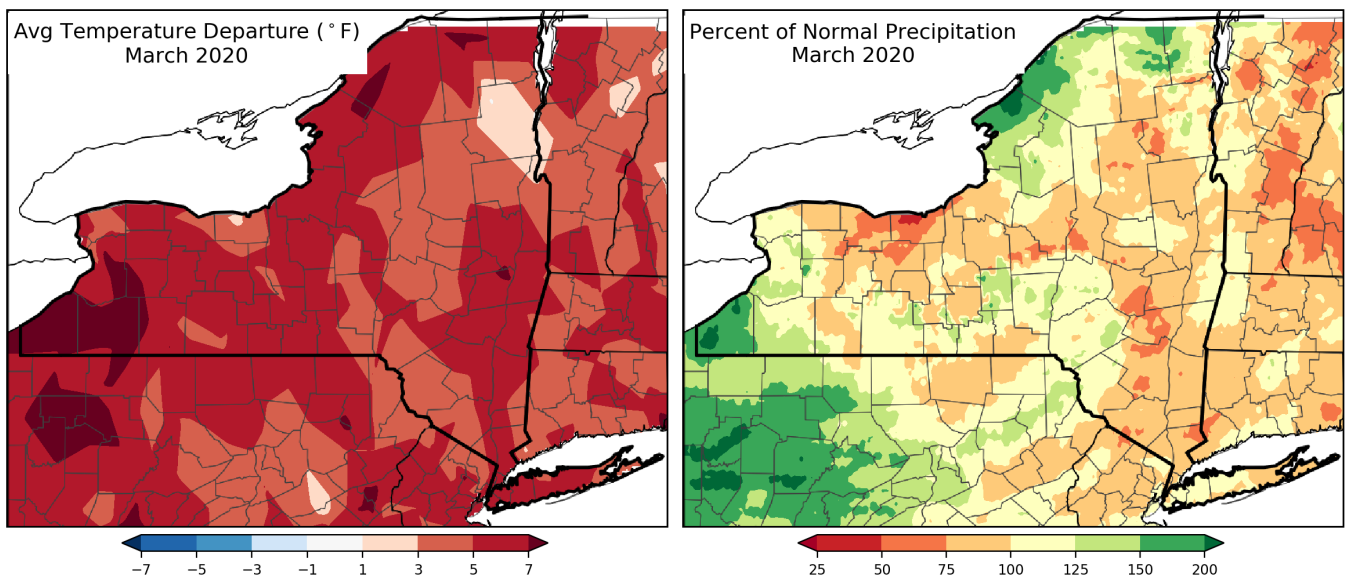 Avg Temperature Departure (°F)
March 2020
Percent of Normal Precipitation
March 2020
−7 −5 −3 −1 1 3 5 7
25 50 75 100 125 150 200